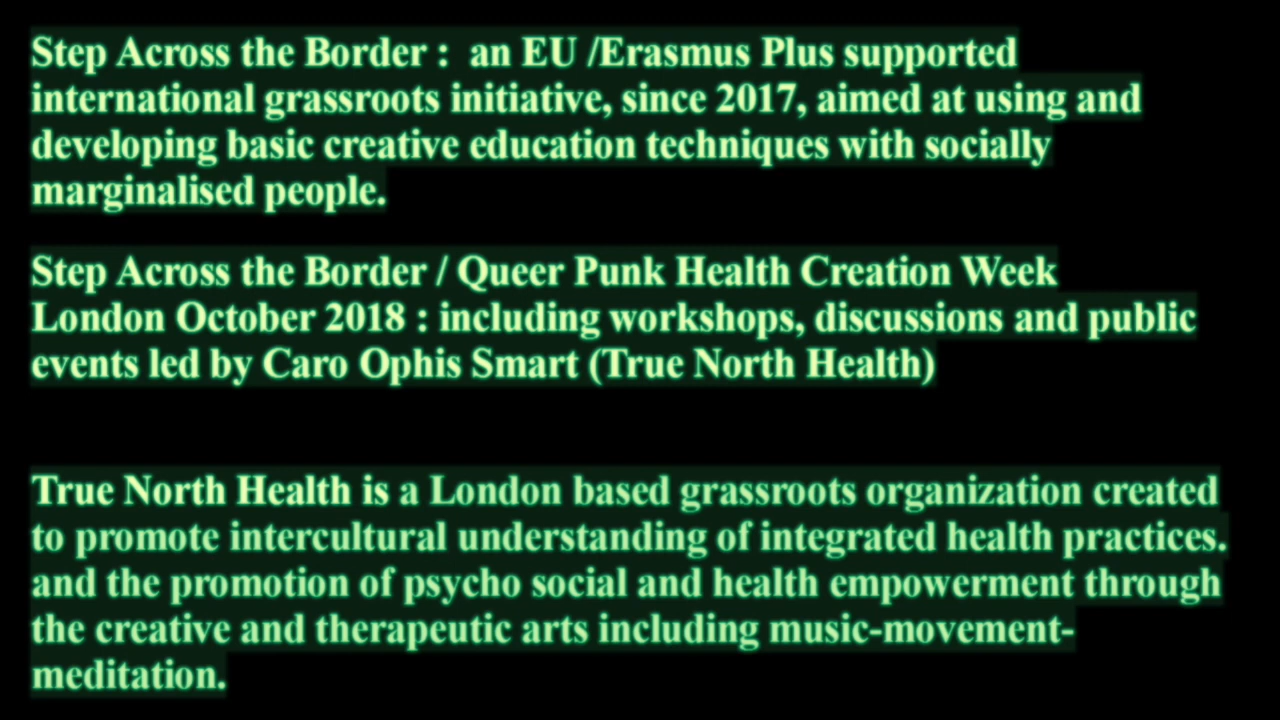 Step Across the Border :  an EU /Erasmus Plus supported
international grassroots initiative, since 2017, aimed at using and
developing basic creative education techniques with socially
marginalised people.
Step Across the Border / Queer Punk Health Creation Week
London October 2018 : including workshops, discussions and public
events led by Caro Ophis Smart (True North Health)
True North Health is a London based grassroots organization created
to promote intercultural understanding of integrated health practices.
and the promotion of psycho social and health empowerment through
the creative and therapeutic arts including music-movement-
meditation.